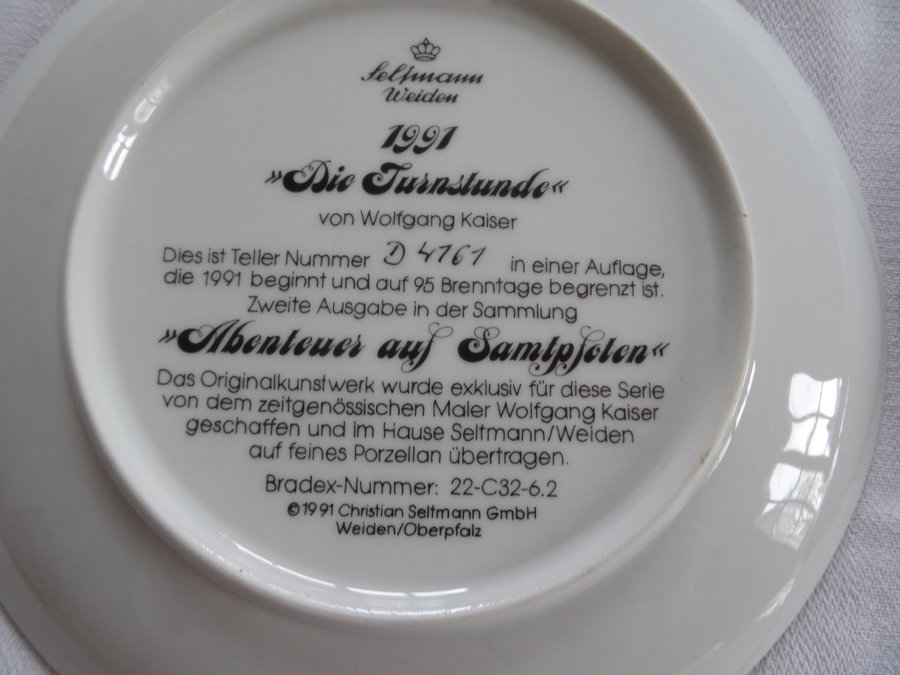 Seltmann
Weiden
1991
»Die Turnstunde«
von Wolfgang Kaiser
Dies ist Teller Nummer D 4161 in einer Auflage,
die 1991 beginnt und auf 95 Brenntage begrenzt ist.
Zweite Ausgabe in der Sammlung
»Abenteuer auf Samtpfoten«
Das Originalkunstwerk wurde exklusiv für diese Serie
von dem zeitgenössischen Maler Wolfgang Kaiser
geschaffen und im Hause Seltmann/Weiden
auf feines Porzellan übertragen.
Bradex-Nummer: 22-C32-6.2
©1991 Christian Seltmann GmbH
Weiden/Oberpfalz